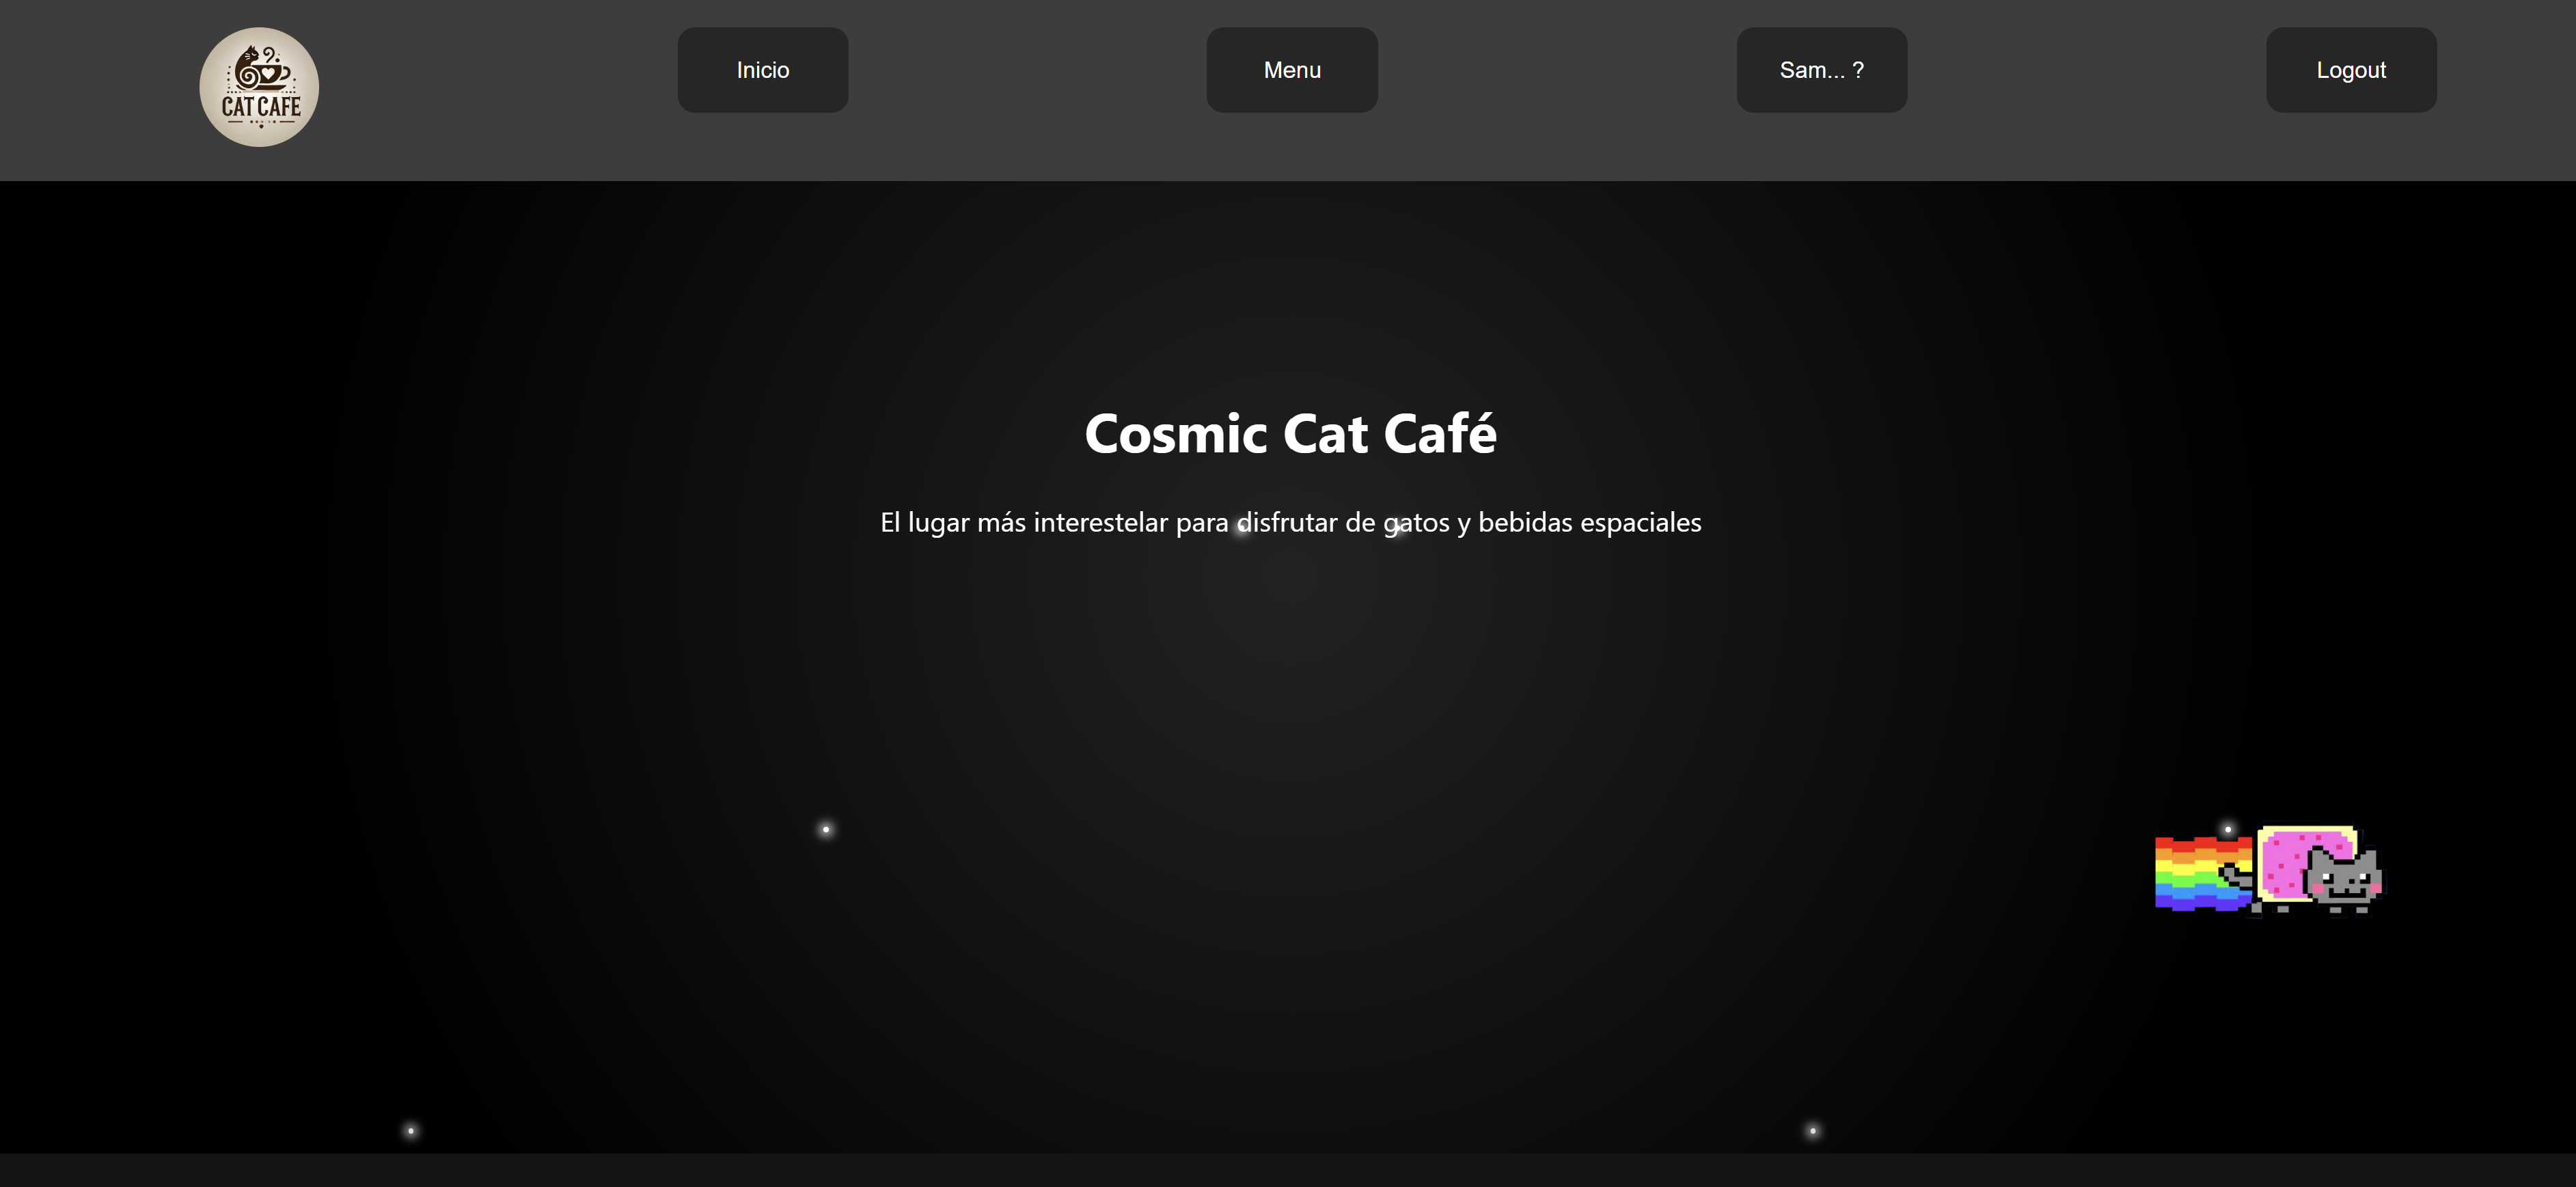 CAT CAFE
Inicio
Menu
Sam... ?
Logout
Cosmic Cat Café
El lugar más interestelar para disfrutar de gatos y bebidas espaciales